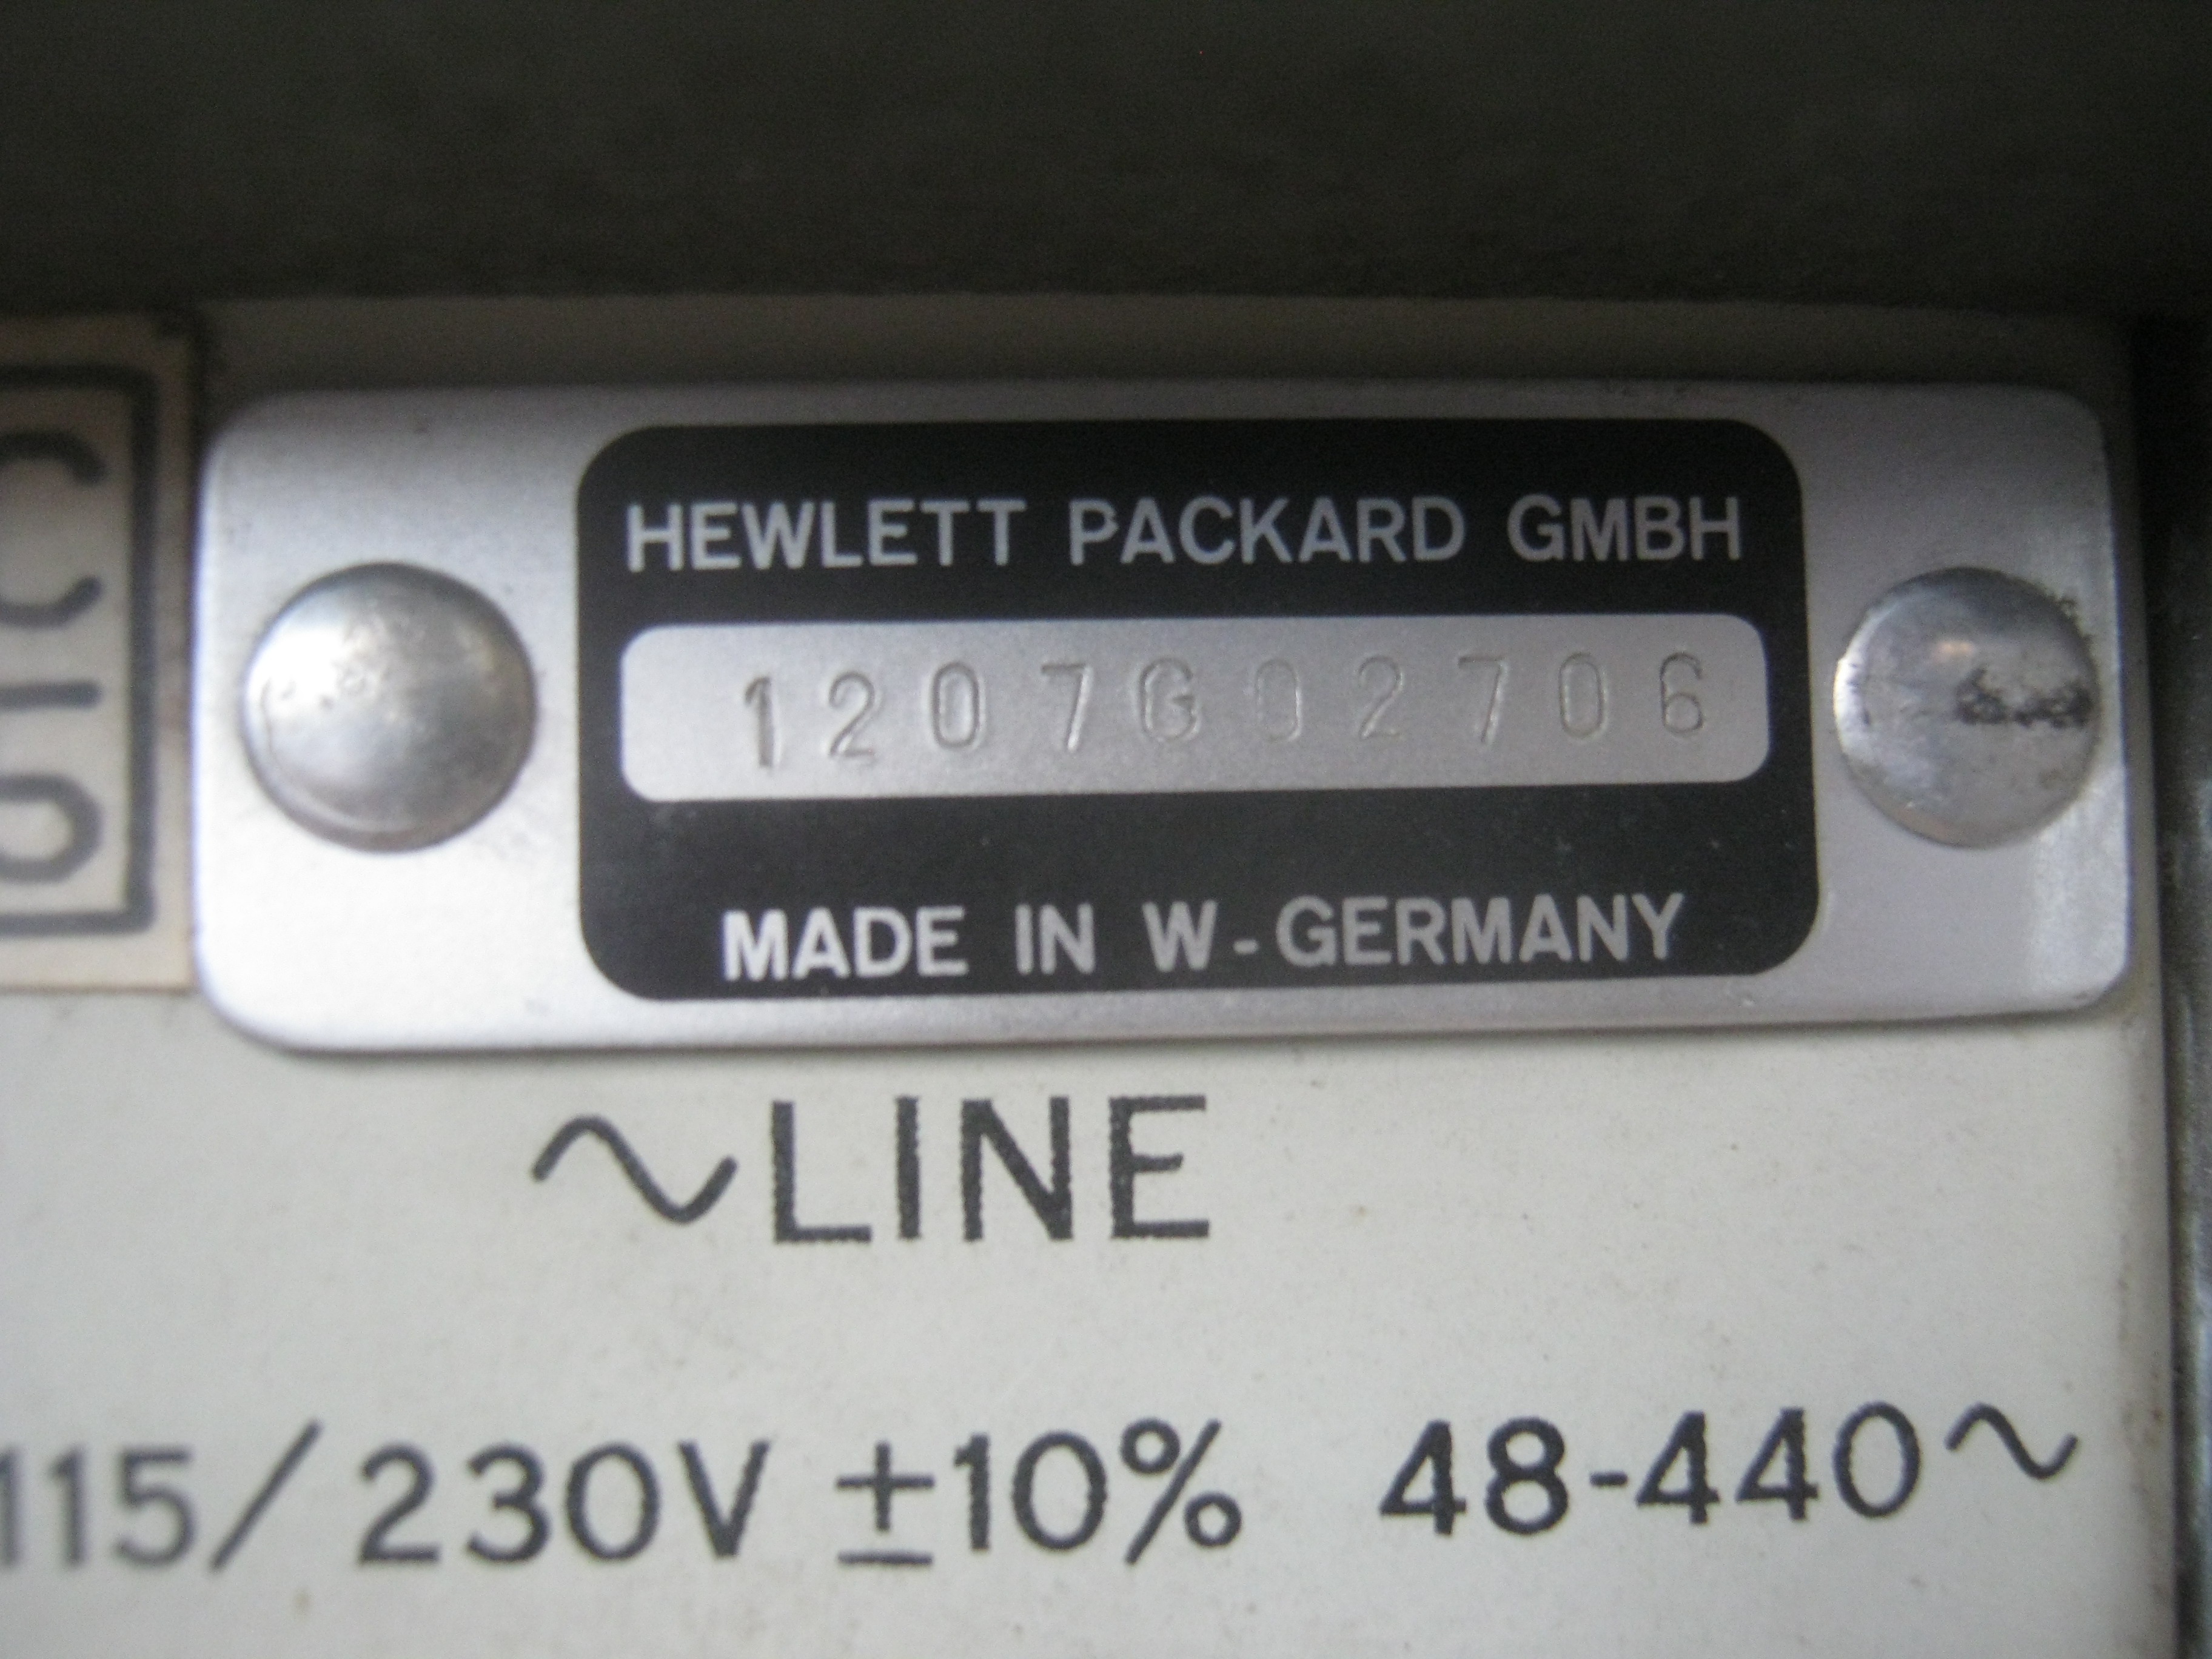 HEWLETT PACKARD GMBH
1207G02706
MADE IN W-GERMANY
~LINE
115/230V ±10% 48-440~